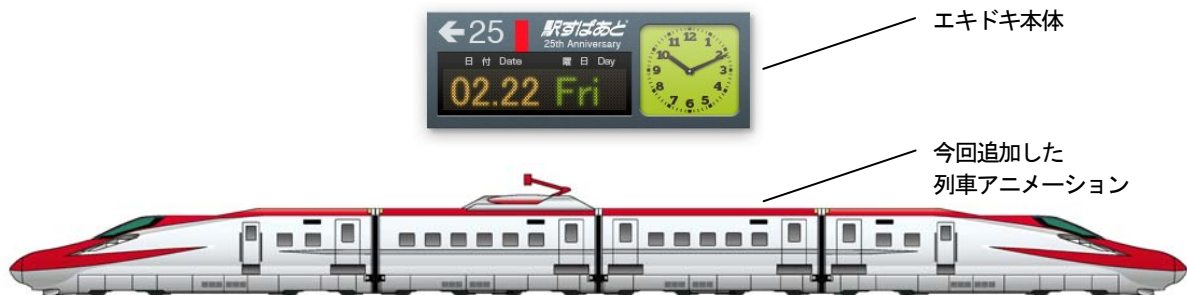 ←25
駅すぱあと
25th Anniversary
日付 Date
曜日 Day
02.22 Fri
12
1
2
3
4
5
6
7
8
9
10
11
エキドキ本体
今回追加した
列車アニメーション